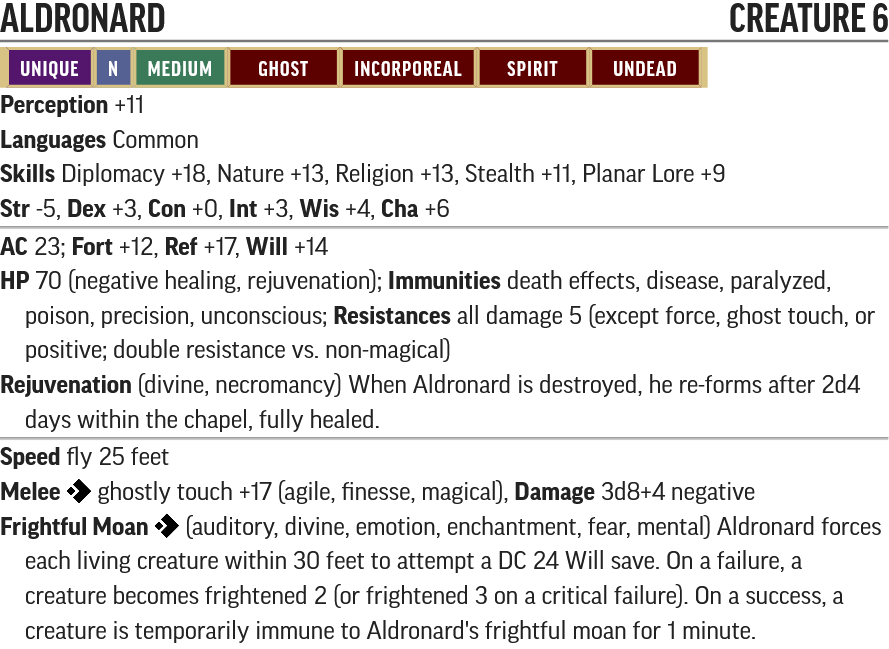 ALDRONARD CREATURE 6
UNIQUE N MEDIUM GHOST INCORPOREAL SPIRIT UNDEAD
Perception +11
Languages Common
Skills Diplomacy +18, Nature +13, Religion +13, Stealth +11, Planar Lore +9
Str -5, Dex +3, Con +0, Int +3, Wis +4, Cha +6
AC 23; Fort +12, Ref +17, Will +14
HP 70 (negative healing, rejuvenation); Immunities death effects, disease, paralyzed,
poison, precision, unconscious; Resistances all damage 5 (except force, ghost touch, or
positive; double resistance vs. non-magical)
Rejuvenation (divine, necromancy) When Aldronard is destroyed, he re-forms after 2d4
days within the chapel, fully healed.
Speed fly 25 feet
Melee ghostly touch +17 (agile, finesse, magical), Damage 3d8+4 negative
Frightful Moan (auditory, divine, emotion, enchantment, fear, mental) Aldronard forces
each living creature within 30 feet to attempt a DC 24 Will save. On a failure, a
creature becomes frightened 2 (or frightened 3 on a critical failure). On a success, a
creature is temporarily immune to Aldronard's frightful moan for 1 minute.